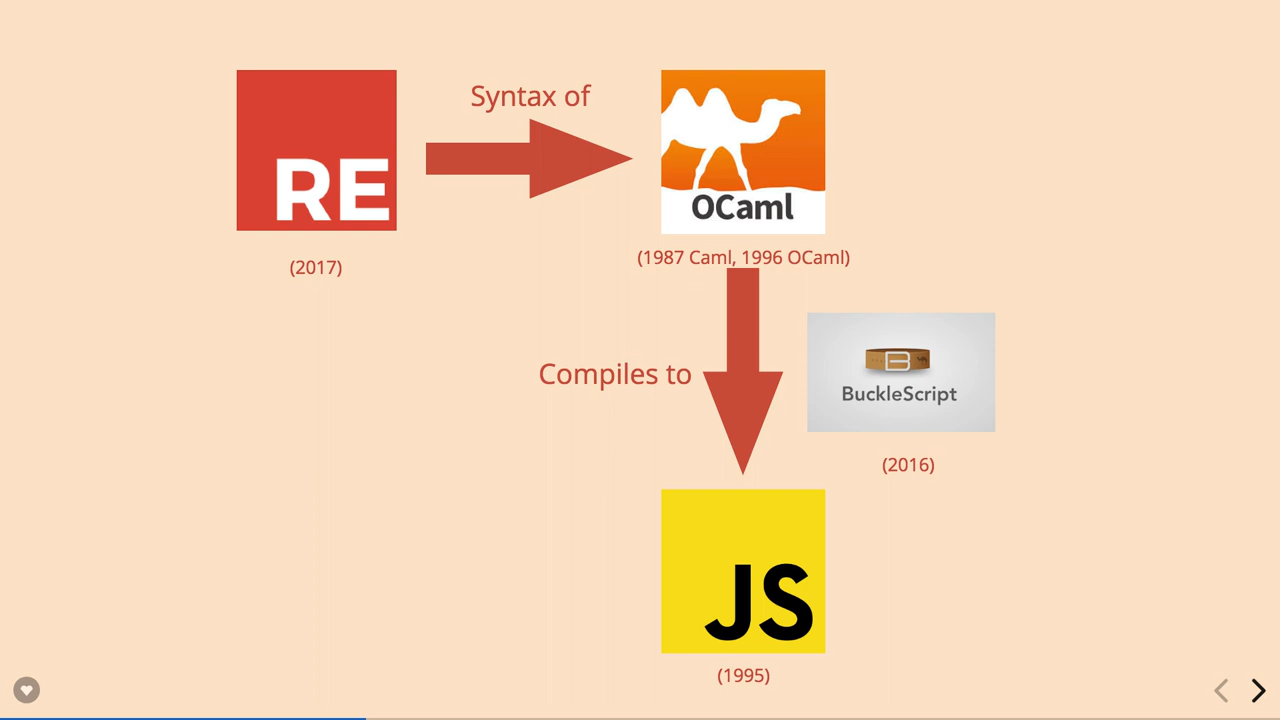 Syntax of
RE
OCaml
(2017)
(1987 Caml, 1996 OCaml)
Compiles to
BuckleScript
(2016)
JS
(1995)